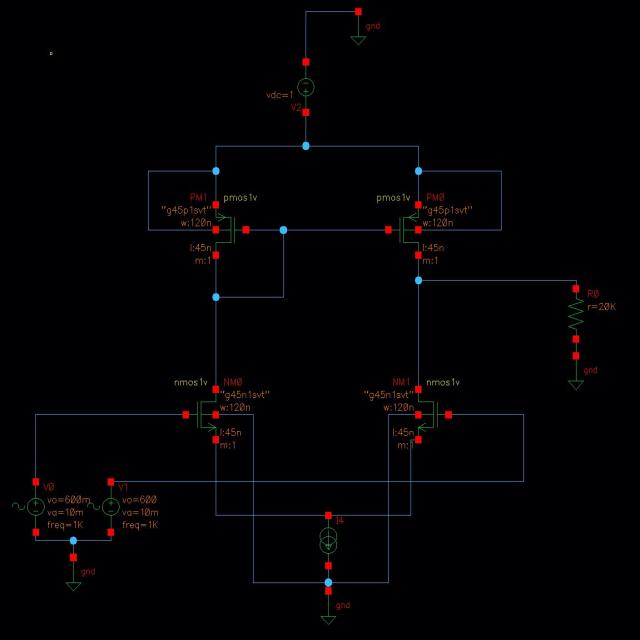 gnd
vdc=1
V2
PM1
pmos1v
"g45p1svt"
w:120n
l:45n
m:1
pmos1v
PM0
"g45p1svt"
w:120n
l:45n
m:1
R0
r=20K
gnd
nmos1v
NM0
"g45n1svt"
w:120n
l:45n
m:1
NM1
nmos1v
"g45n1svt"
w:120n
l:45n
m:1
V0
vo=600m
va=10m
freq=1K
V1
vo=600
va=10m
freq=1K
gnd
I4
gnd